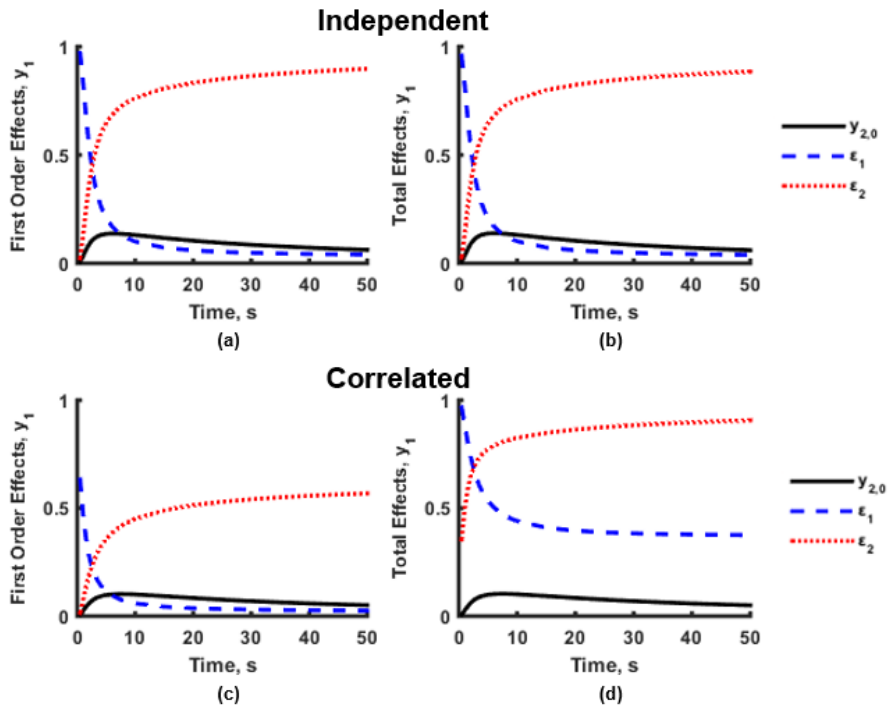 Independent
First Order Effects, y1
1
0.5
0
0 10 20 30 40 50
Time, s
(a)
Total Effects, y1
1
0.5
0
0 10 20 30 40 50
Time, s
(b)
y2,0
ε1
ε2
Correlated
First Order Effects, y1
1
0.5
0
0 10 20 30 40 50
Time, s
(c)
Total Effects, y1
1
0.5
0
0 10 20 30 40 50
Time, s
(d)
y2,0
ε1
ε2